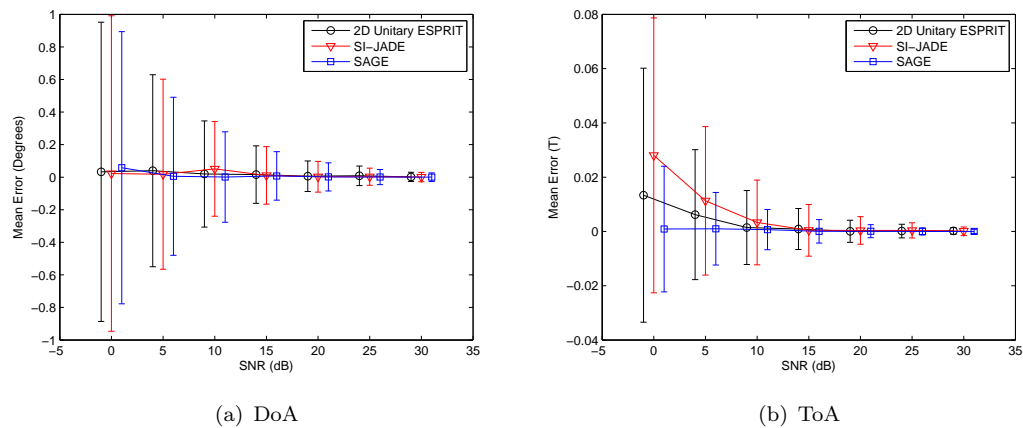 1
0.8
0.6
0.4
0.2
0
−0.2
−0.4
−0.6
−0.8
−1
Mean Error (Degrees)
−5 0 5 10 15 20 25 30 35
SNR (dB)
2D Unitary ESPRIT
SI−JADE
SAGE
(a) DoA
0.08
0.06
0.04
0.02
0
−0.02
−0.04
Mean Error (T)
−5 0 5 10 15 20 25 30 35
SNR (dB)
2D Unitary ESPRIT
SI−JADE
SAGE
(b) ToA